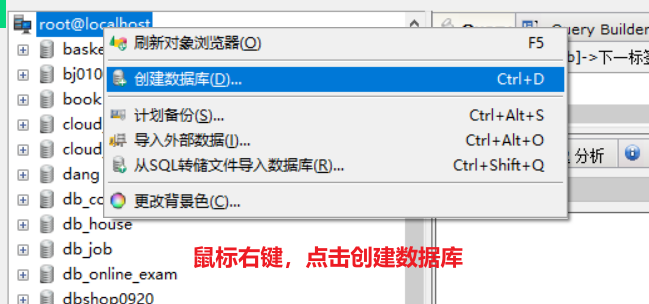 root@localhost
刷新对象浏览器(O) F5
创建数据库(D)... Ctrl+D
计划备份(S)... Ctrl+Alt+S
导入外部数据(I)... Ctrl+Alt+O
从SQL转储文件导入数据库(R)... Ctrl+Shift+Q
更改背景色(C)...
baske
bj010
book
cloud_
cloud_
dang
db_co
db_house
db_job
db_online_exam
dbshop0920
Query Builder
b]->下一标签
分析
鼠标右键，点击创建数据库